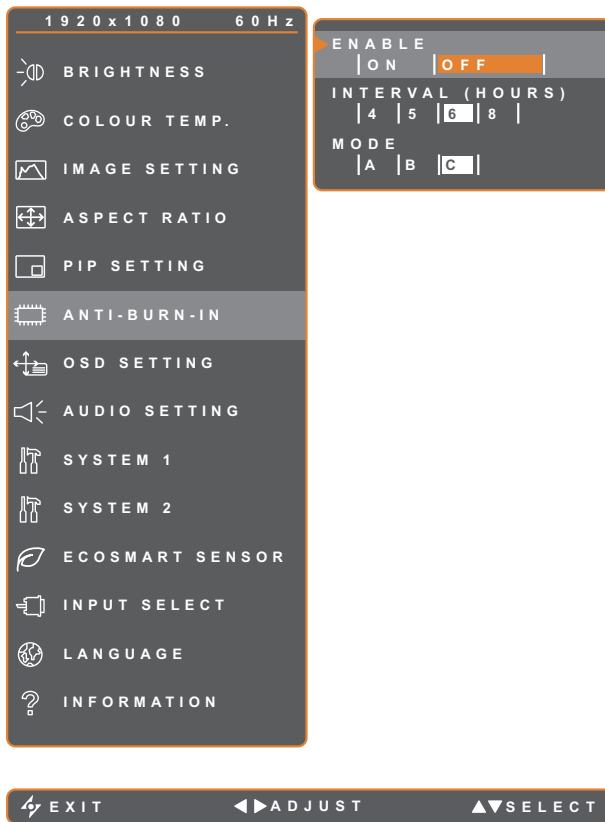 1920x1080 60Hz
BRIGHTNESS
COLOUR TEMP.
IMAGE SETTING
ASPECT RATIO
PIP SETTING
ANTI-BURN-IN
OSD SETTING
AUDIO SETTING
SYSTEM 1
SYSTEM 2
ECOSMART SENSOR
INPUT SELECT
LANGUAGE
INFORMATION
ENABLE
ON OFF
INTERVAL (HOURS)
4 5 6 8
MODE
A B C
EXIT ADJUST SELECT